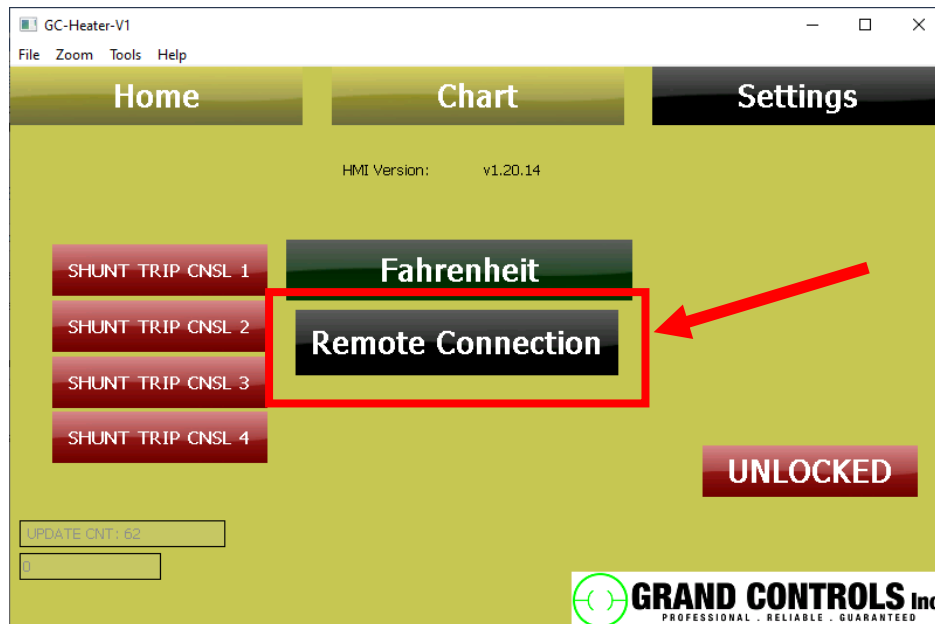 GC-Heater-V1
File Zoom Tools Help
Home Chart Settings
HMI Version: v1.20.14
SHUNT TRIP CNSL 1
Fahrenheit
SHUNT TRIP CNSL 2
Remote Connection
SHUNT TRIP CNSL 3
SHUNT TRIP CNSL 4
UNLOCKED
UPDATE CNT: 62
0
GRAND CONTROLS Inc
PROFESSIONAL . RELIABLE . GUARANTEED